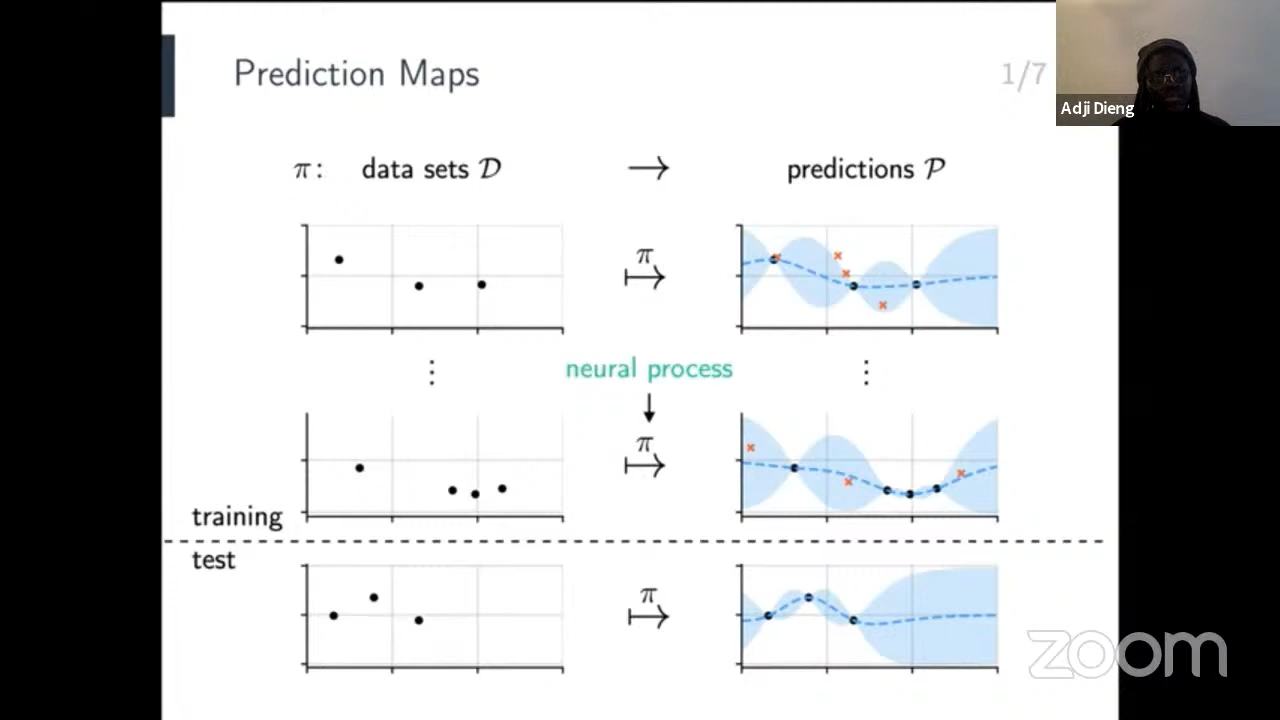 Prediction Maps
1/7
Adji Dieng
π: data sets 𝒟 → predictions 𝒫
π
⋮ neural process ⋮
π
training
test
π
zoom